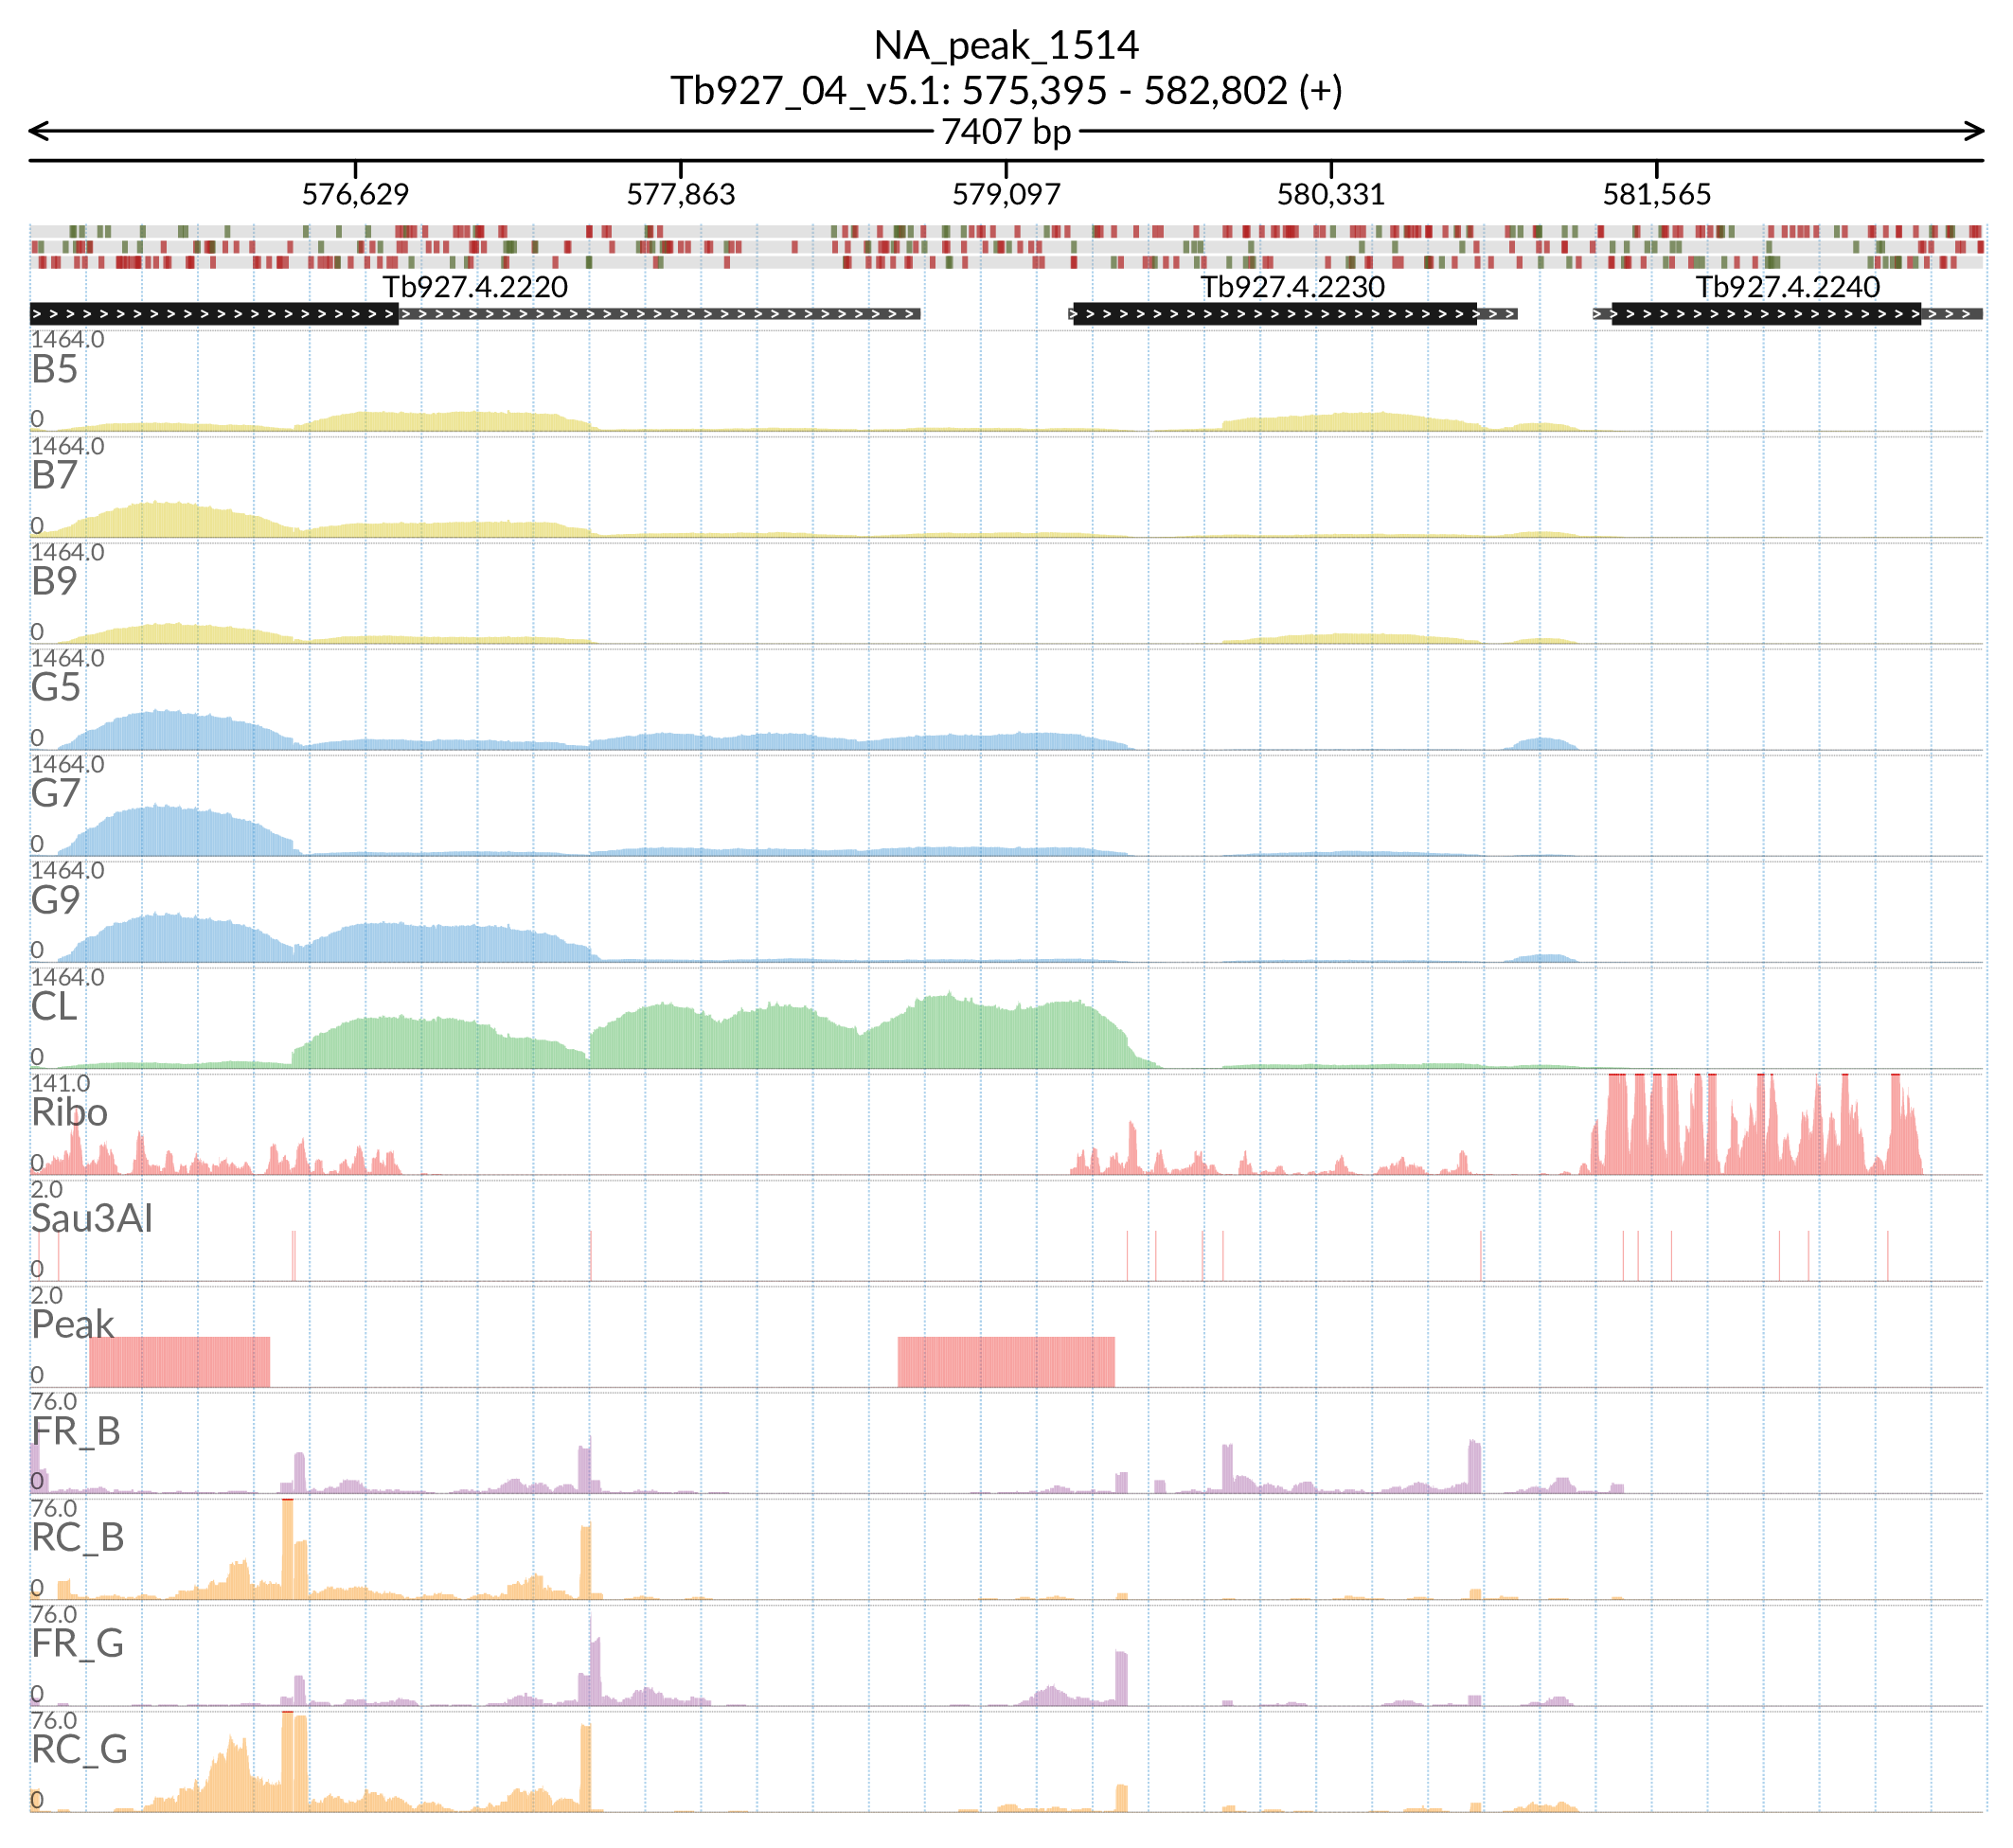 NA_peak_1514
Tb927_04_v5.1: 575,395 - 582,802 (+)
7407 bp
576,629 577,863 579,097 580,331 581,565
Tb927.4.2220 Tb927.4.2230 Tb927.4.2240
1464.0
B5
0
1464.0
B7
0
1464.0
B9
0
1464.0
G5
0
1464.0
G7
0
1464.0
G9
0
1464.0
CL
0
141.0
Ribo
0
2.0
Sau3AI
0
2.0
Peak
0
76.0
FR_B
0
76.0
RC_B
0
76.0
FR_G
0
76.0
RC_G
0